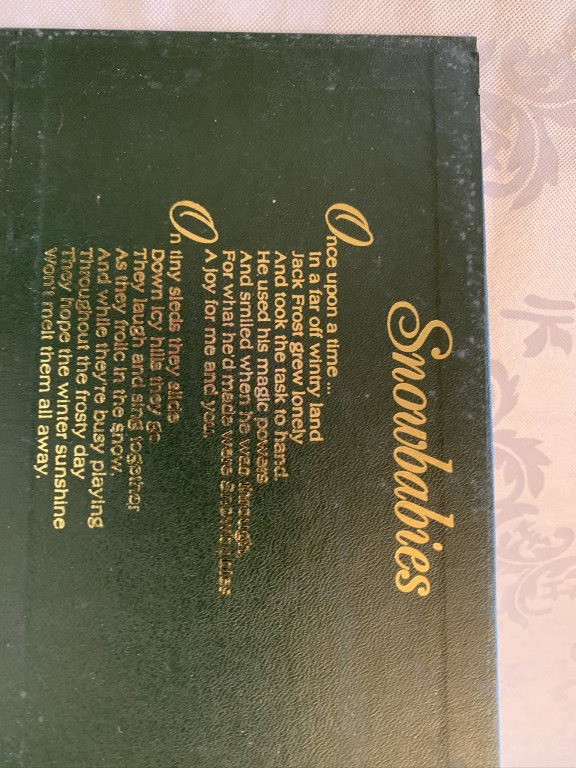 Snowbabies
Once upon a time...
In a far off wintry land
Jack Frost grew lonely
And took the task to hand.
He used his magic powers
And smiled when he was through,
For what he'd made were Snowbabies
A joy for me and you.
On tiny sleds they slide
Down icy hills they go.
They laugh and sing together
As they frolic in the snow,
And while they're busy playing
Throughout the frosty day
They hope the winter sunshine
Won't melt them all away.